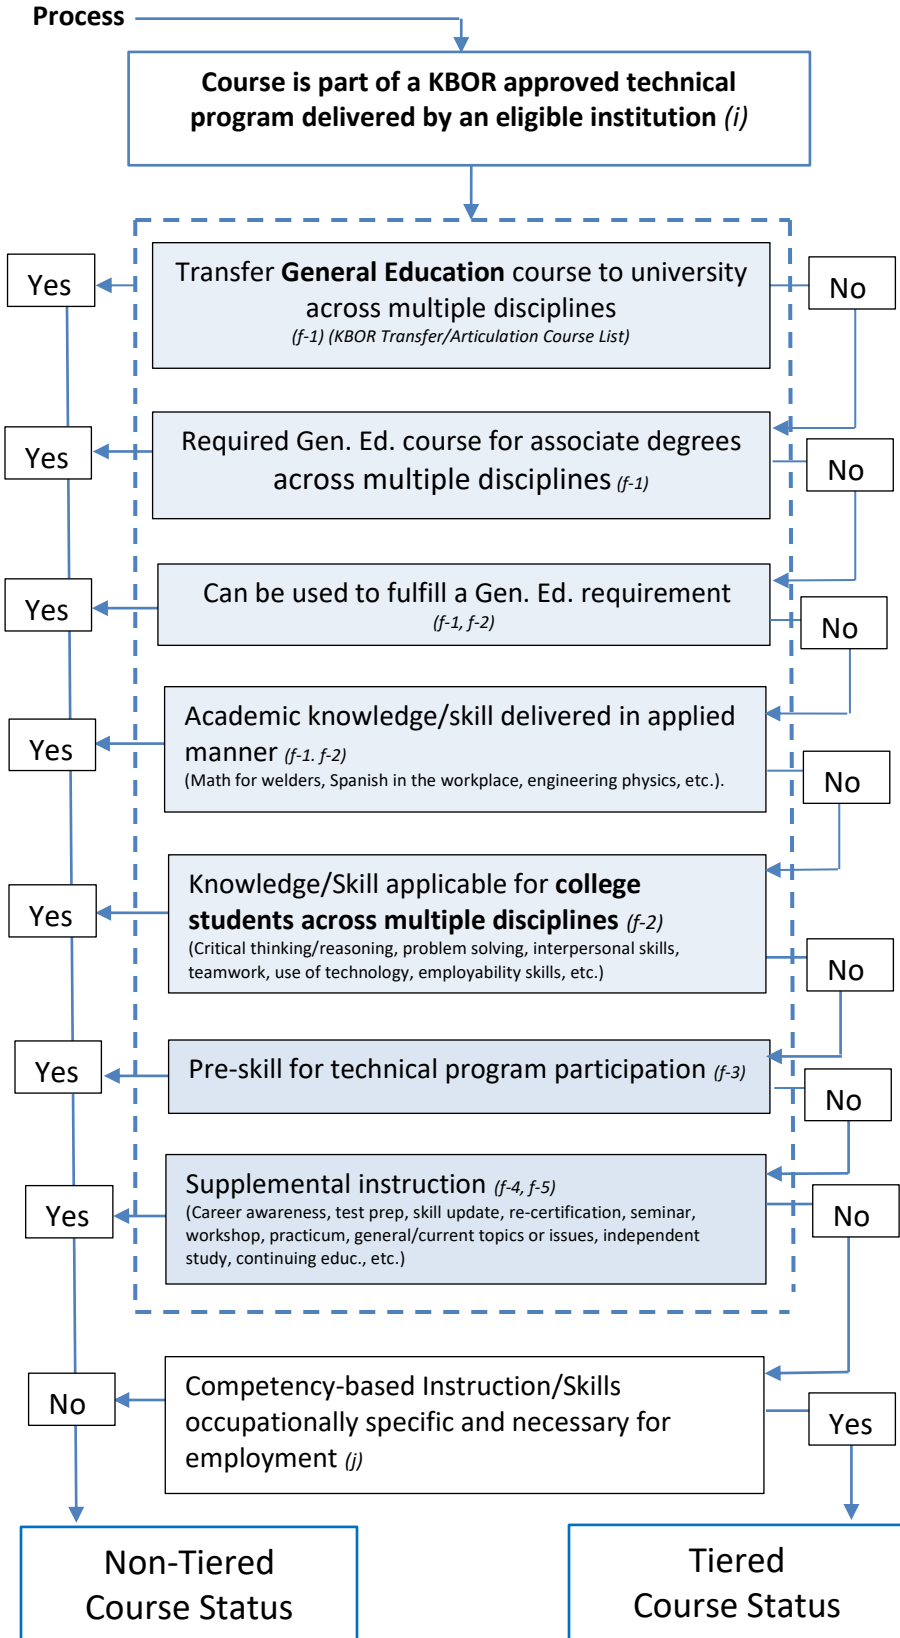 Process
Course is part of a KBOR approved technical
program delivered by an eligible institution (i)
Yes
Transfer General Education course to university
across multiple disciplines
(f-1) (KBOR Transfer/Articulation Course List)
No
Yes
Required Gen. Ed. course for associate degrees
across multiple disciplines (f-1)
No
Yes
Can be used to fulfill a Gen. Ed. requirement
(f-1, f-2)
No
Yes
Academic knowledge/skill delivered in applied
manner (f-1. f-2)
(Math for welders, Spanish in the workplace, engineering physics, etc.).
No
Yes
Knowledge/Skill applicable for college
students across multiple disciplines (f-2)
(Critical thinking/reasoning, problem solving, interpersonal skills,
teamwork, use of technology, employability skills, etc.)
No
Yes
Pre-skill for technical program participation (f-3)
No
Yes
Supplemental instruction (f-4, f-5)
(Career awareness, test prep, skill update, re-certification, seminar,
workshop, practicum, general/current topics or issues, independent
study, continuing educ., etc.)
No
No
Competency-based Instruction/Skills
occupationally specific and necessary for
employment (j)
Yes
Non-Tiered
Course Status
Tiered
Course Status